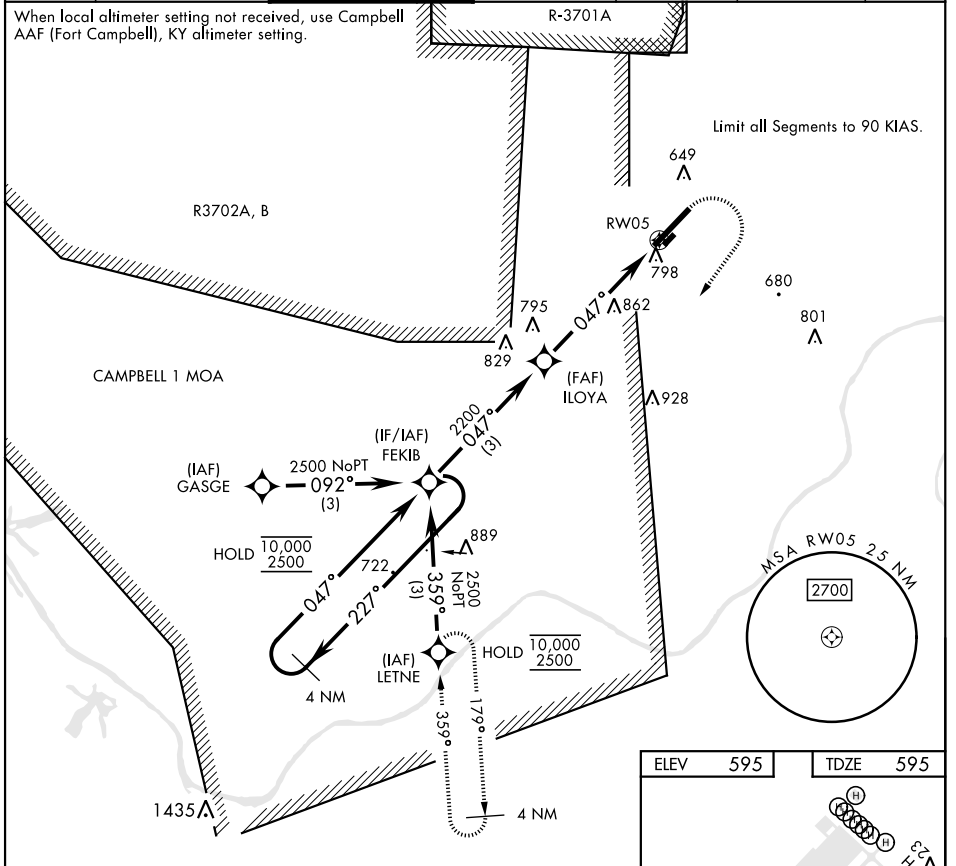 When local altimeter setting not received, use Campbell
AAF (Fort Campbell), KY altimeter setting.
R-3701A
Limit all Segments to 90 KIAS.
649
R3702A, B
RW05
798
680
795
862
047°
801
829
(FAF)
ILOYA
CAMPBELL 1 MOA
928
2200
047°
(3)
(IF/IAF)
FEKIB
(IAF)
GASGE
2500 NoPT
092°
(3)
HOLD 10,000
2500
889
722
2500
NoPT
359°
(3)
047°
227°
MSA RW05 25 NM
2700
(IAF)
LETNE
HOLD 10,000
2500
4 NM
359°
179°
4 NM
1435
ELEV 595
TDZE 595
H
H
H
23